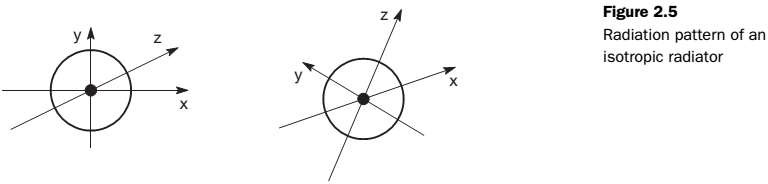 y
z
x
z
y
x
Figure 2.5
Radiation pattern of an
isotropic radiator